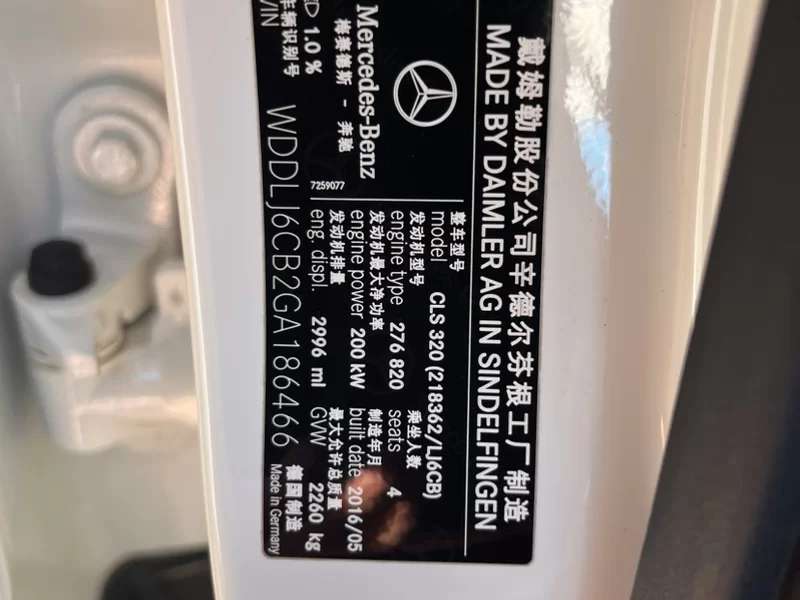 戴姆勒股份公司辛德尔芬根工厂制造
MADE BY DAIMLER AG IN SINDELFINGEN
Mercedes-Benz
梅赛德斯 - 奔驰
整车型号
model CLS 320 (218362/LJ6CB)
发动机型号 乘坐人数
engine type 276 820 seats 4
发动机最大净功率 制造年月
engine power 200 kW built date 2016/05
发动机排量 最大允许总质量
eng. displ. 2996 ml GVW 2260 kg
1.0 %
7259077
车辆识别号
VIN WDDLJ6CB2GA186466
德国制造
Made in Germany